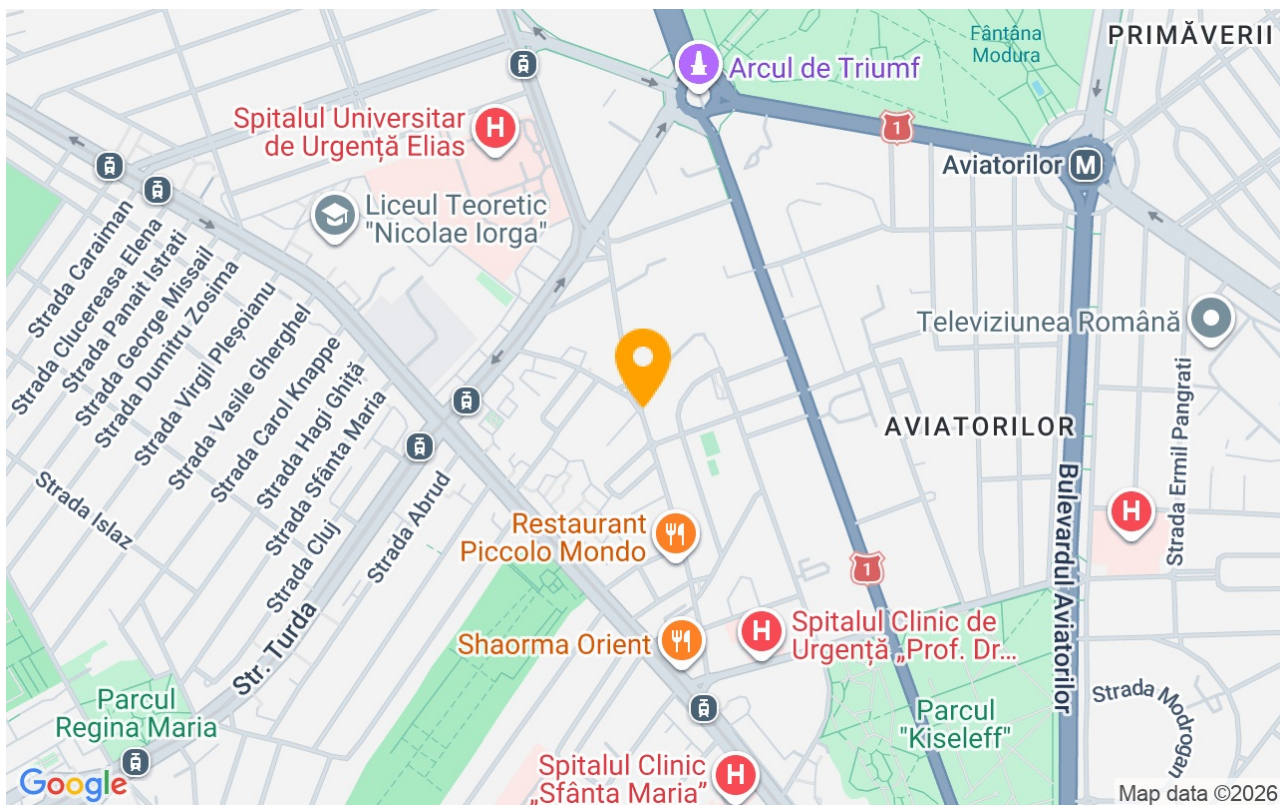 PRIMĂVERII
Fântâna
Modura
Arcul de Triumf
1
Spitalul Universitar
de Urgență Elias
H
Aviatorilor
M
Liceul Teoretic
"Nicolae Iorga"
Strada Caraiman
Strada Clucereasa Elena
Strada Panait Istrati
Strada George Missail
Strada Dumitru Zosima
Strada Virgil Pleșoianu
Strada Vasile Gherghel
Strada Carol Knappe
Strada Hagi Ghiță
Strada Sfânta Maria
Strada Cluj
Strada Islaz
Strada Abrud
Str. Turda
Televiziunea Română
Strada Ermil Pangrati
AVIATORILOR
Bulevardul Aviatorilor
H
Restaurant
Piccolo Mondo
1
Shaorma Orient
H
Spitalul Clinic de
Urgență „Prof. Dr...
Parcul
Regina Maria
Parcul
"Kiseleff"
Strada Modrogan
Spitalul Clinic
„Sfânta Maria”
H
Google
Map data ©2026